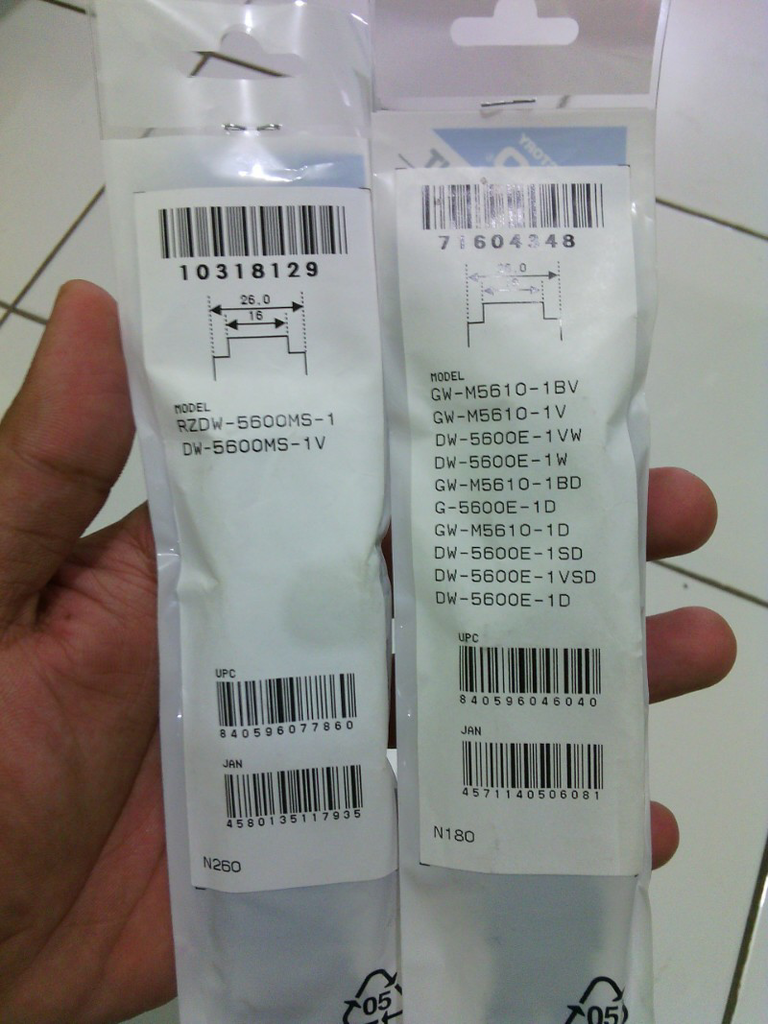 10318129
26.0
16
MODEL
RZDW-5600MS-1
DW-5600MS-1V
UPC
840596077860
JAN
4580135117935
N260
05
71604348
MODEL
GW-M5610-1BV
GW-M5610-1V
DW-5600E-1VW
DW-5600E-1W
GW-M5610-1BD
G-5600E-1D
GW-M5610-1D
DW-5600E-1SD
DW-5600E-1VSD
DW-5600E-1D
UPC
840596046040
JAN
4571140506081
N180
05